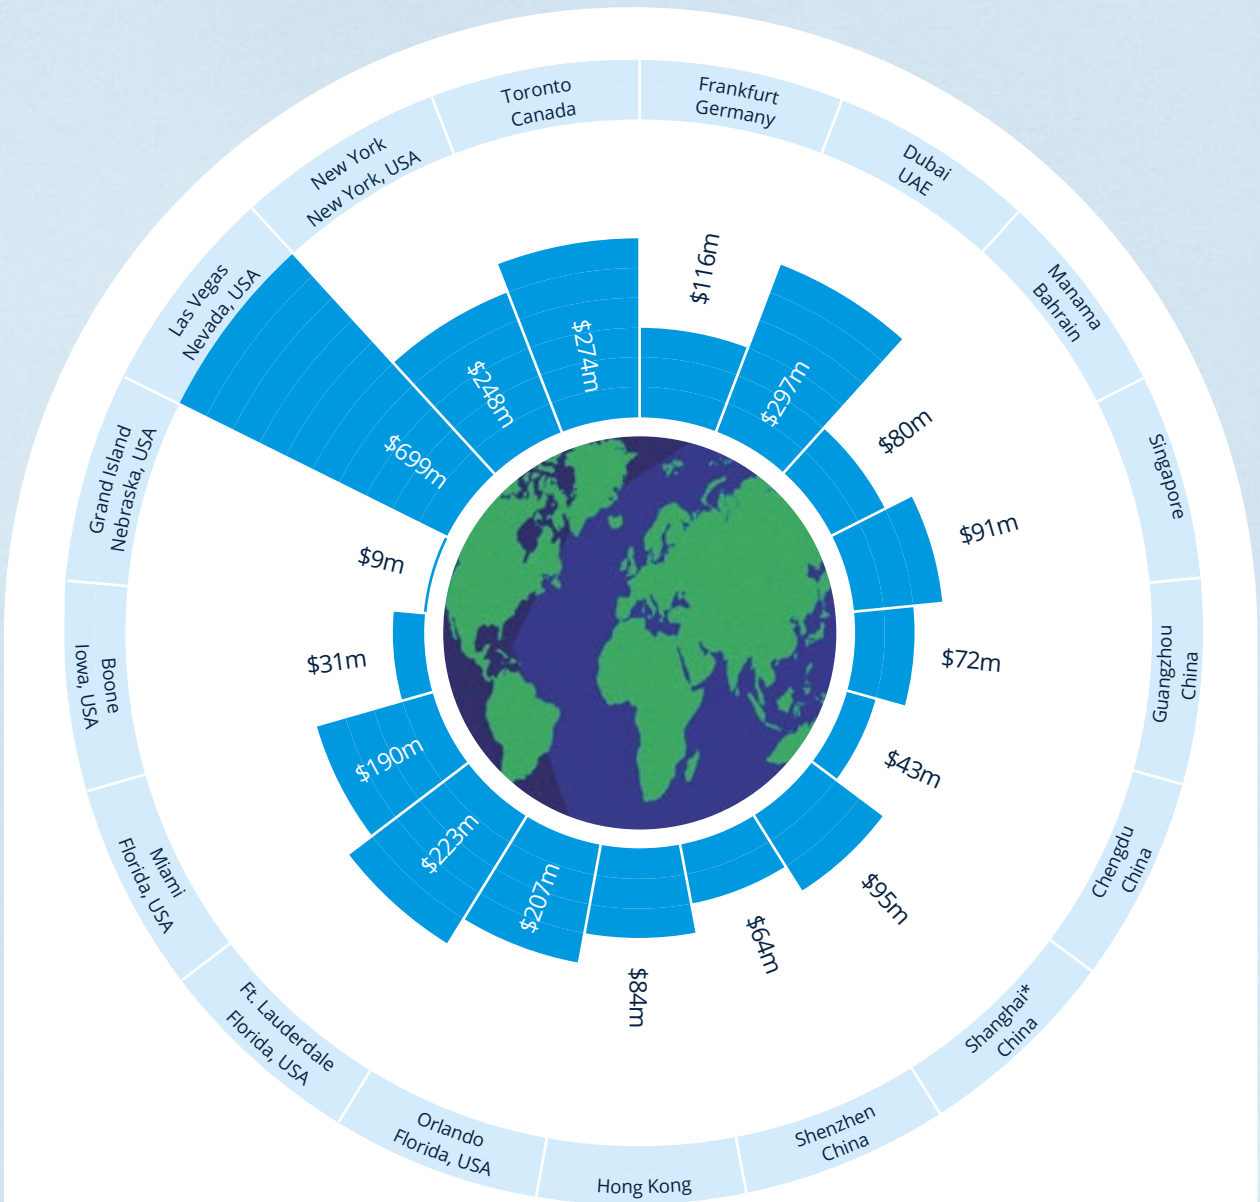 Toronto
Canada
Frankfurt
Germany
Dubai
UAE
Manama
Bahrain
Singapore
Guangzhou
China
Chengdu
China
Shanghai*
China
Shenzhen
China
Hong Kong
Orlando
Florida, USA
Ft. Lauderdale
Florida, USA
Miami
Florida, USA
Boone
Iowa, USA
Grand Island
Nebraska, USA
Las Vegas
Nevada, USA
New York
New York, USA
$274m
$116m
$297m
$80m
$91m
$72m
$43m
$95m
$64m
$84m
$207m
$223m
$190m
$31m
$9m
$699m
$248m